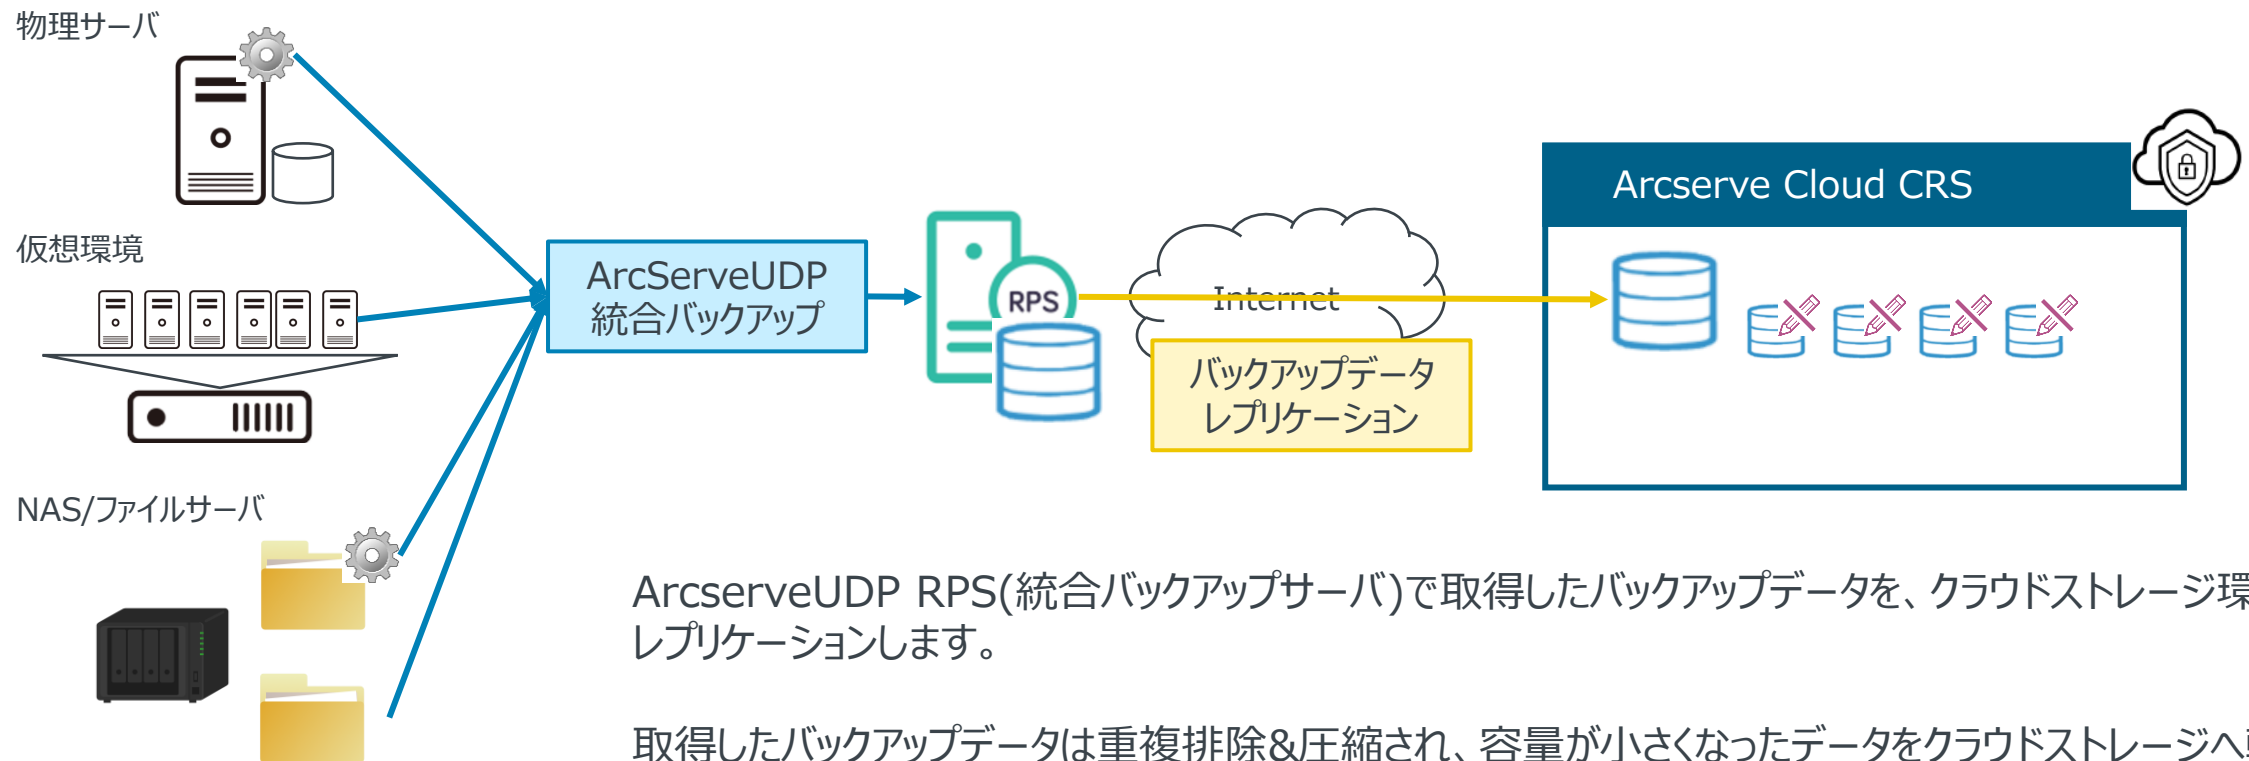 物理サーバ
仮想環境
NAS/ファイルサーバ
ArcServeUDP
統合バックアップ
RPS
Internet
バックアップデータ
レプリケーション
Arcserve Cloud CRS
ArcserveUDP RPS(統合バックアップサーバ)で取得したバックアップデータを、クラウドストレージ環
レプリケーションします。
取得したバックアップデータは重複排除&圧縮され、容量が小さくなったデータをクラウドストレージへ